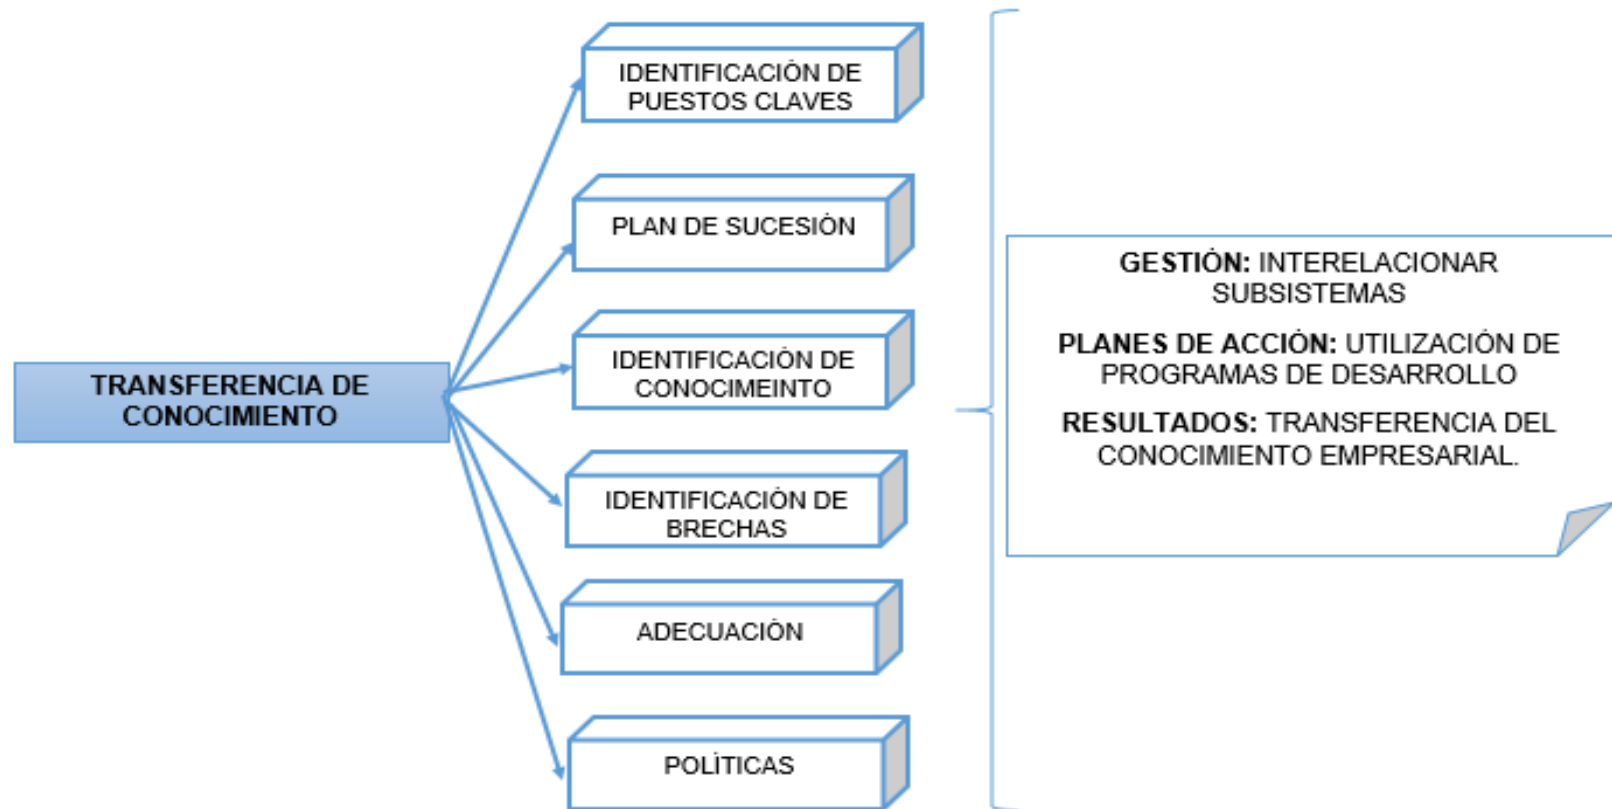 TRANSFERENCIA DE
CONOCIMIENTO
IDENTIFICACIÓN DE
PUESTOS CLAVES
PLAN DE SUCESIÓN
IDENTIFICACIÓN DE
CONOCIMEINTO
IDENTIFICACIÓN DE
BRECHAS
ADECUACIÓN
POLÍTICAS
GESTIÓN: INTERELACIONAR
SUBSISTEMAS
PLANES DE ACCIÓN: UTILIZACIÓN DE
PROGRAMAS DE DESARROLLO
RESULTADOS: TRANSFERENCIA DEL
CONOCIMIENTO EMPRESARIAL.